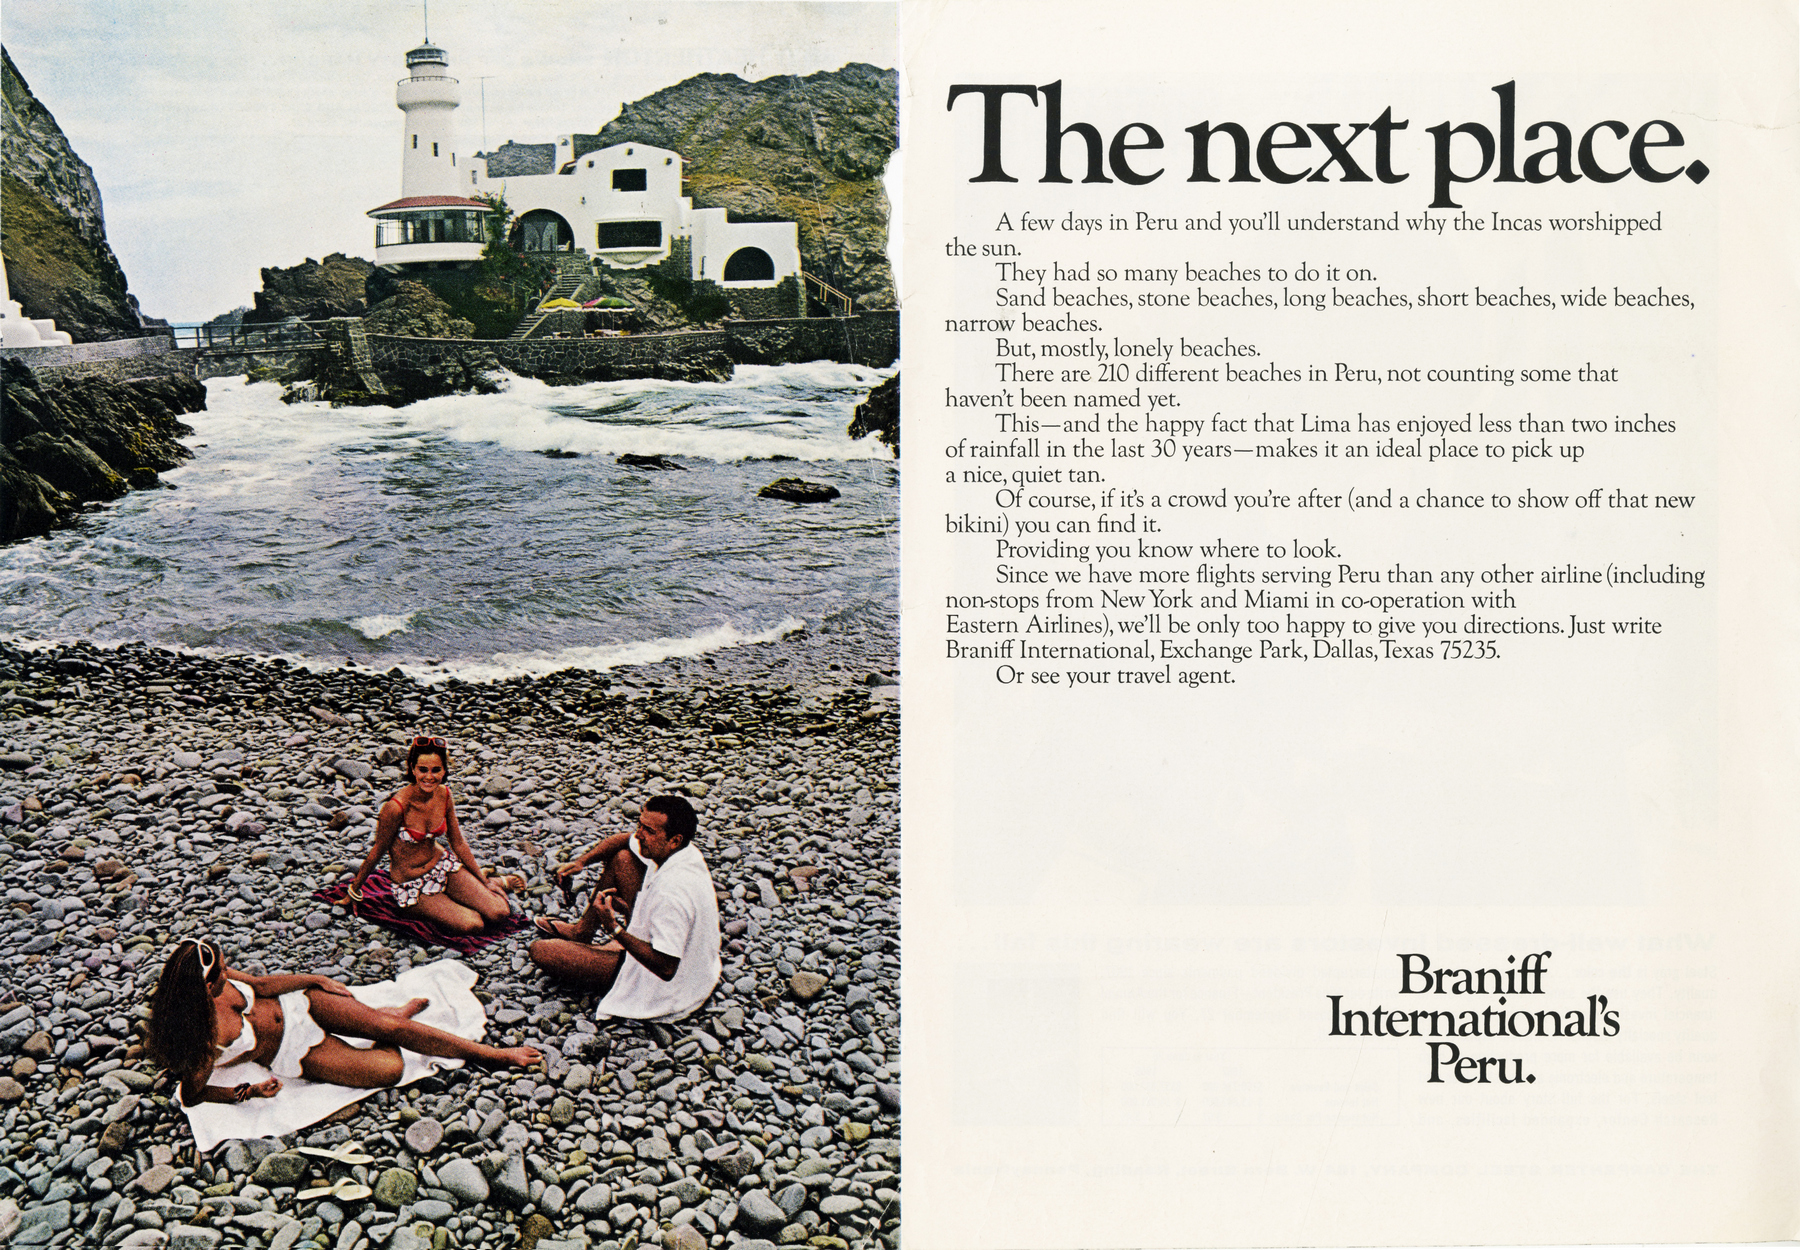 The next place.
A few days in Peru and you'll understand why the Incas worshipped
the sun.
They had so many beaches to do it on.
Sand beaches, stone beaches, long beaches, short beaches, wide beaches,
narrow beaches.
But, mostly, lonely beaches.
There are 210 different beaches in Peru, not counting some that
haven't been named yet.
This—and the happy fact that Lima has enjoyed less than two inches
of rainfall in the last 30 years—makes it an ideal place to pick up
a nice, quiet tan.
Of course, if it's a crowd you're after (and a chance to show off that new
bikini) you can find it.
Providing you know where to look.
Since we have more flights serving Peru than any other airline (including
non-stops from New York and Miami in co-operation with
Eastern Airlines), we'll be only too happy to give you directions. Just write
Braniff International, Exchange Park, Dallas, Texas 75235.
Or see your travel agent.
Braniff
International's
Peru.